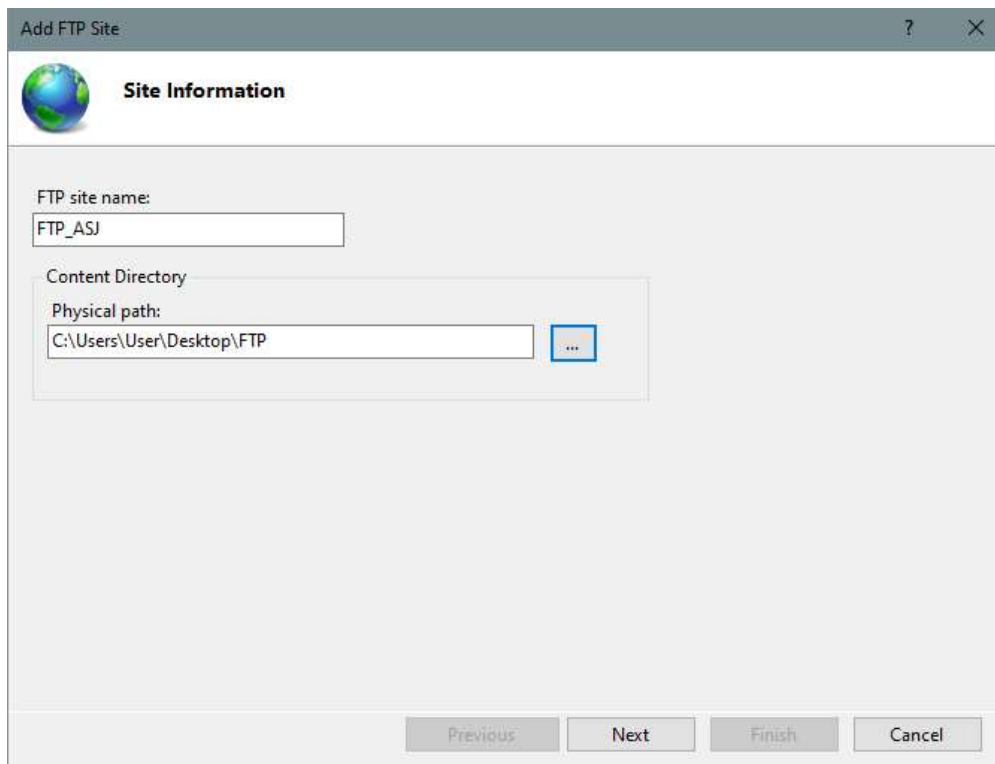 Add FTP Site ? ✕
Site Information
FTP site name:
FTP_ASJ
Content Directory
Physical path:
C:\Users\User\Desktop\FTP
...
Previous Next Finish Cancel